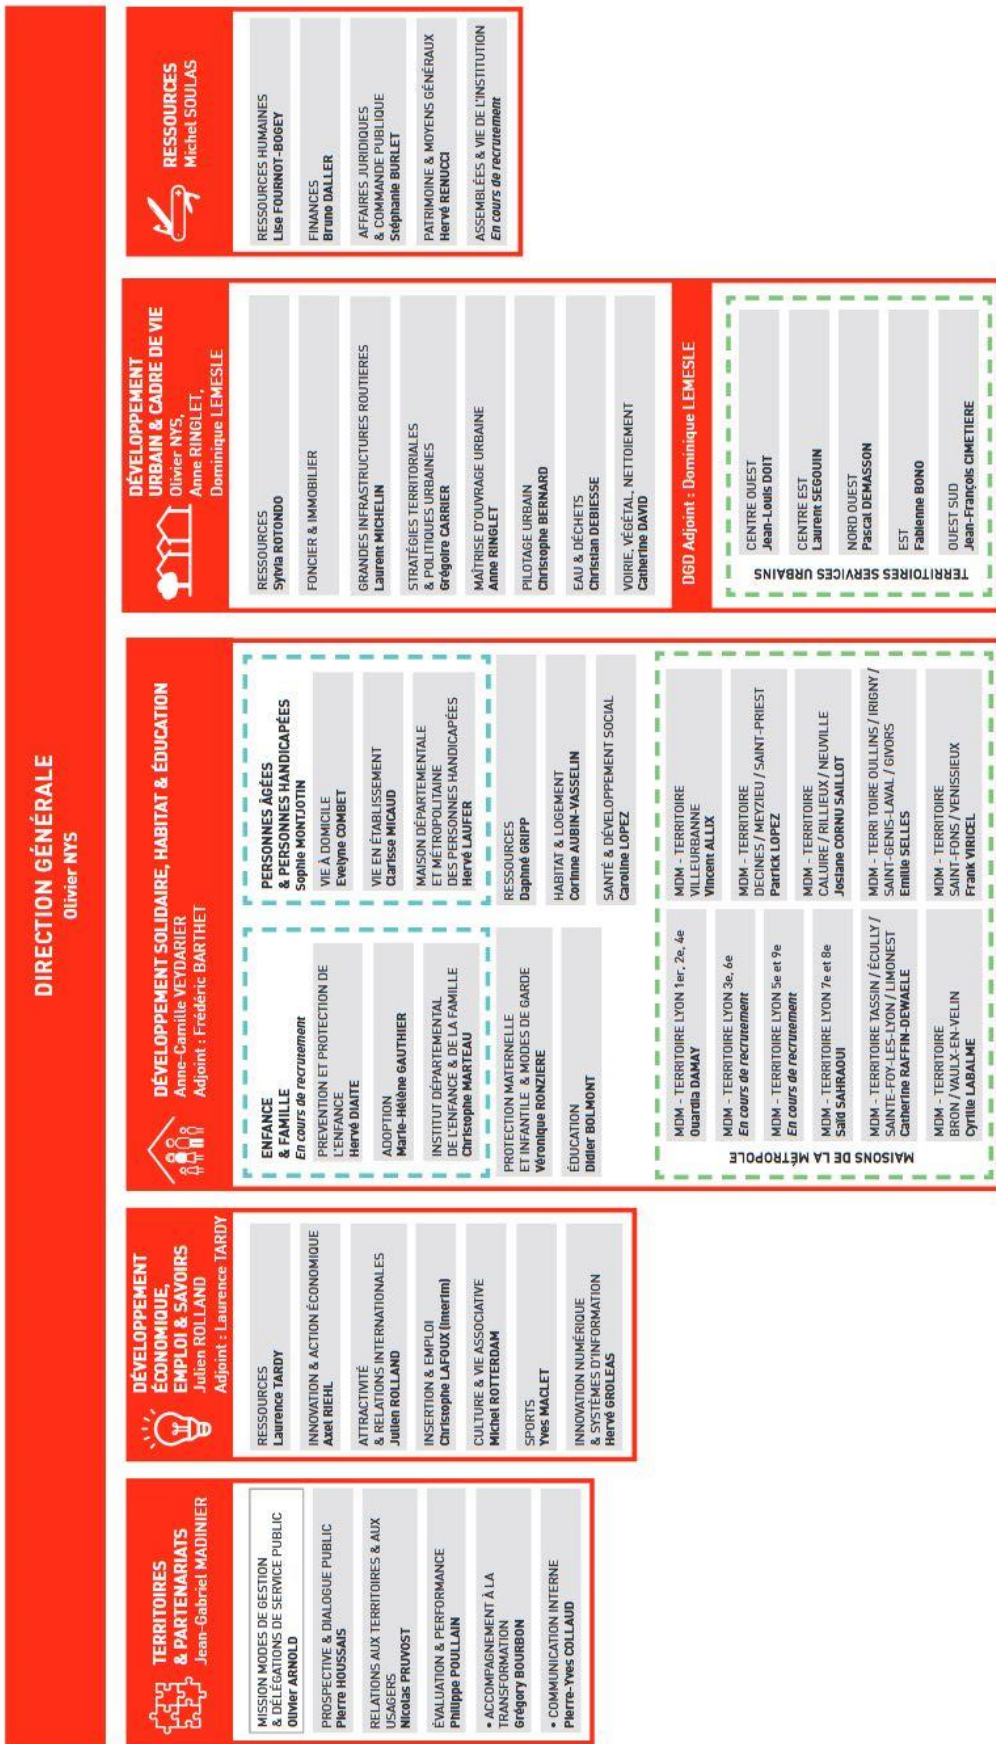 DIRECTION GÉNÉRALE
Olivier NYS
TERRITOIRES
& PARTENARIATS
Jean-Gabriel MADINIER
MISSION MODES DE GESTION
& DÉLÉGATIONS DE SERVICE PUBLIC
Olivier ARNOLD
PROSPECTIVE & DIALOGUE PUBLIC
Pierre HOUSSAIS
RELATIONS AUX TERRITOIRES & AUX
USAGERS
Nicolas PRUVOST
ÉVALUATION & PERFORMANCE
Philippe POULLAIN
• ACCOMPAGNEMENT À LA
TRANSFORMATION
Grégory BOURBON
• COMMUNICATION INTERNE
Pierre-Yves COLLAUD
DÉVELOPPEMENT
ÉCONOMIQUE,
EMPLOI & SAVOIRS
Julien ROLLAND
Adjoint : Laurence TARDY
RESSOURCES
Laurence TARDY
INNOVATION & ACTION ÉCONOMIQUE
Axel RIEHL
ATTRACTIVITÉ
& RELATIONS INTERNATIONALES
Julien ROLLAND
INSERTION & EMPLOI
Christophe LAFOUX (Interim)
CULTURE & VIE ASSOCIATIVE
Michel ROTTERDAM
SPORTS
Yves MACLET
INNOVATION NUMÉRIQUE
& SYSTÈMES D'INFORMATION
Hervé GROLEAS
DÉVELOPPEMENT SOLIDAIRE, HABITAT & ÉDUCATION
Anne-Camille VEYDARIER
Adjoint : Frédéric BARTHET
ENFANCE
& FAMILLE
En cours de recrutement
PREVENTION ET PROTECTION DE
L'ENFANCE
Hervé DIAITE
ADOPTION
Marie-Hélène GAUTHIER
INSTITUT DÉPARTEMENTAL
DE L'ENFANCE & DE LA FAMILLE
Christophe MARTEAU
PROTECTION MATERNELLE
ET INFANTILE & MODES DE GARDE
Véronique RONZIERE
ÉDUCATION
Didier BOLMONT
PERSONNES ÂGÉES
& PERSONNES HANDICAPÉES
Sophie MONTJOTIN
VIE À DOMICILE
Evelyne COMBET
VIE EN ÉTABLISSEMENT
Clarisse MICAUD
MAISON DÉPARTEMENTALE
ET MÉTROPOLITAINE
DES PERSONNES HANDICAPÉES
Hervé LAUFER
RESSOURCES
Daphné GRIPP
HABITAT & LOGEMENT
Corinne AUBIN-VASSELIN
SANTÉ & DÉVELOPPEMENT SOCIAL
Caroline LOPEZ
MAISONS DE LA MÉTROPOLE
MDM - TERRITOIRE LYON 1er, 2e, 4e
Ouardia DAMAY
MDM - TERRITOIRE LYON 3e, 6e
En cours de recrutement
MDM - TERRITOIRE LYON 5e et 9e
En cours de recrutement
MDM - TERRITOIRE LYON 7e et 8e
Saïd SAHRAOUI
MDM - TERRITOIRE TASSIN / ÉCULLY /
SAINTE-FOY-LES-LYON / LIMONEST
Catherine RAFFIN-DEWAELE
MDM - TERRITOIRE
BRON / VAULX-EN-VELIN
Cyrille LABALME
MDM - TERRITOIRE
VILLEURBANNE
Vincent ALLIX
MDM - TERRITOIRE
DECINES / MEYZIEU / SAINT-PRIEST
Patrick LOPEZ
MDM - TERRITOIRE
CALUIRE / RILLIEUX / NEUVILLE
Josiane CORNU SAILLOT
MDM - TERRI TOIRE OULLINS / IRIGNY /
SAINT-GENIS-LAVAL / GIVORS
Emilie SELLES
MDM - TERRITOIRE
SAINT-FONS / VENISSIEUX
Frank VIRICEL
DÉVELOPPEMENT
URBAIN & CADRE DE VIE
Olivier NYS,
Anne RINGLET,
Dominique LEMESLE
RESSOURCES
Sylvia ROTONDO
FONCIER & IMMOBILIER
GRANDES INFRASTRUCTURES ROUTIERES
Laurent MICHELIN
STRATÉGIES TERRITORIALES
& POLITIQUES URBAINES
Grégoire CARRIER
MAÎTRISE D'OUVRAGE URBAINE
Anne RINGLET
PILOTAGE URBAIN
Christophe BERNARD
EAU & DÉCHETS
Christian DEBIESSE
VOIRIE, VÉGÉTAL, NETTOIEMENT
Catherine DAVID
DGD Adjoint : Dominique LEMESLE
TERRITOIRES SERVICES URBAINS
CENTRE OUEST
Jean-Louis DOIT
CENTRE EST
Laurent SEGOUIN
NORD OUEST
Pascal DEMASSON
EST
Fabienne BONO
OUEST SUD
Jean-François CIMETIERE
RESSOURCES
Michel SOULAS
RESSOURCES HUMAINES
Lise FOURNOT-BOGEY
FINANCES
Bruno DALLER
AFFAIRES JURIDIQUES
& COMMANDE PUBLIQUE
Stéphanie BURLET
PATRIMOINE & MOYENS GÉNÉRAUX
Hervé RENUCCI
ASSEMBLÉES & VIE DE L'INSTITUTION
En cours de recrutement